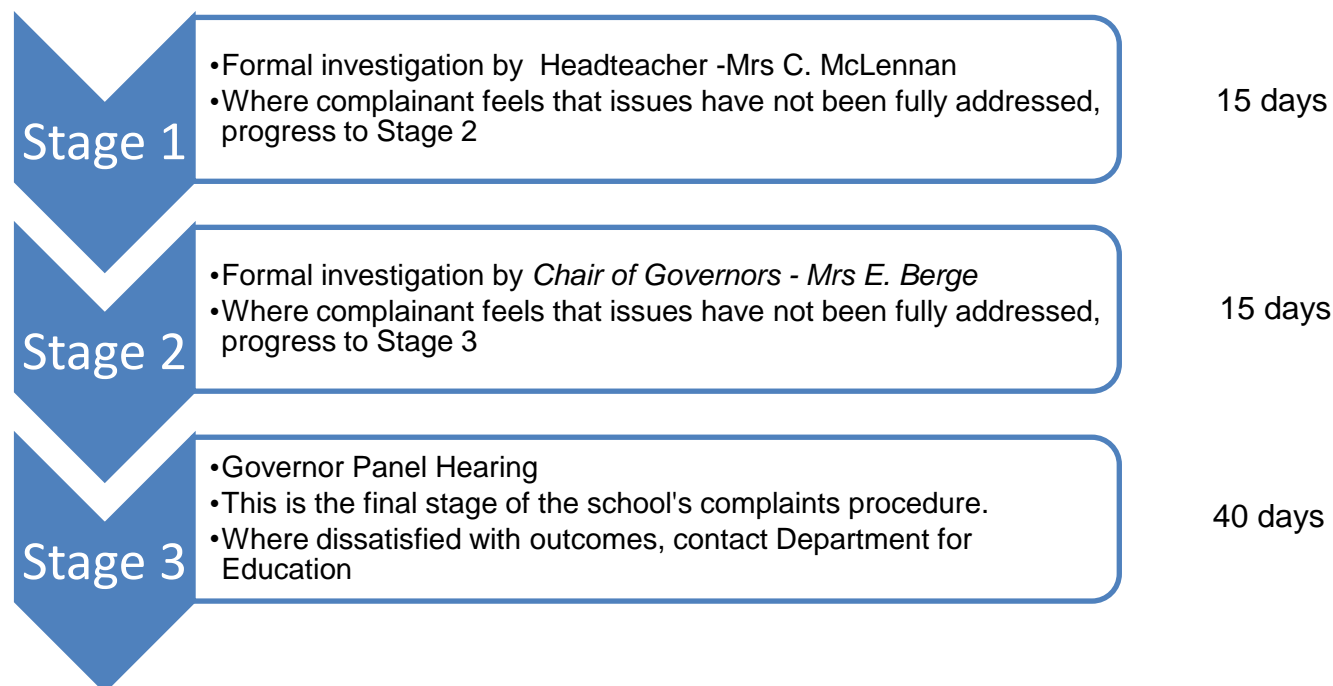 Stage 1
•Formal investigation by  Headteacher -Mrs C. McLennan
•Where complainant feels that issues have not been fully addressed,
progress to Stage 2
15 days
Stage 2
•Formal investigation by Chair of Governors - Mrs E. Berge
•Where complainant feels that issues have not been fully addressed,
progress to Stage 3
15 days
Stage 3
•Governor Panel Hearing
•This is the final stage of the school's complaints procedure.
•Where dissatisfied with outcomes, contact Department for
Education
40 days